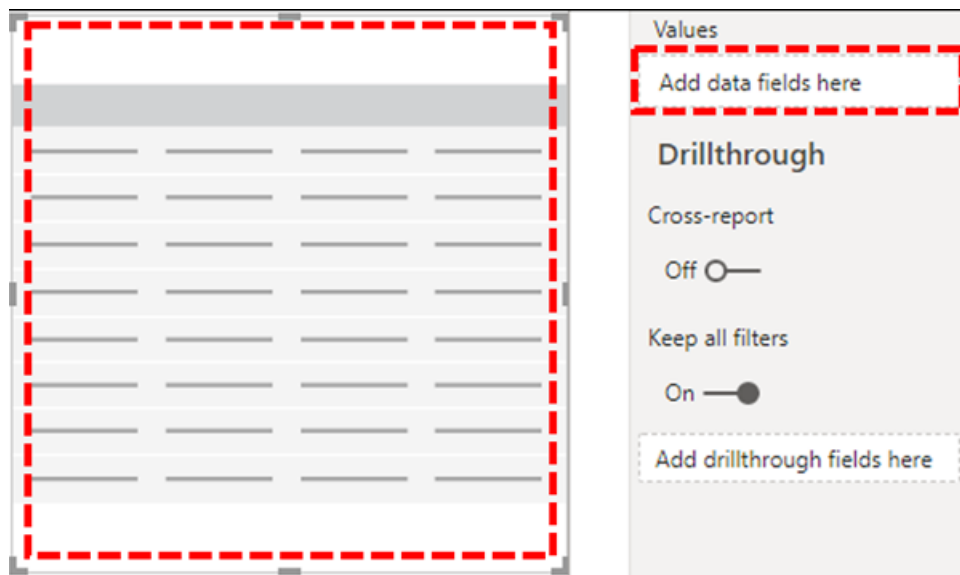 Values
Add data fields here
Drillthrough
Cross-report
Off
Keep all filters
On
Add drillthrough fields here